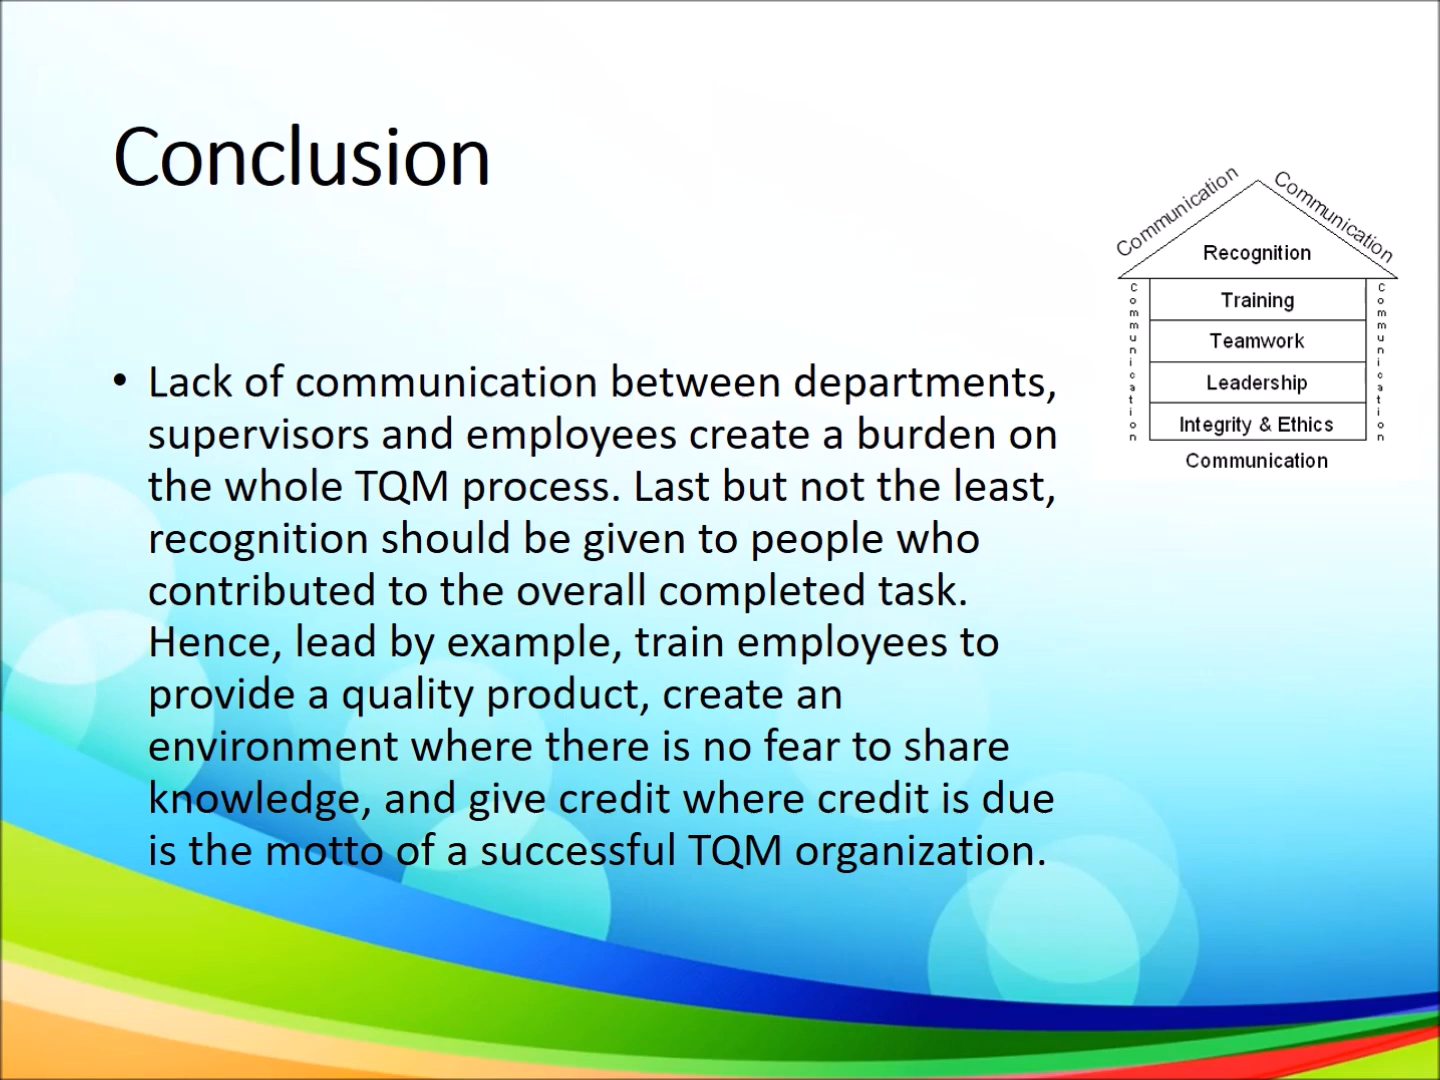 Conclusion
• Lack of communication between departments,
supervisors and employees create a burden on
the whole TQM process. Last but not the least,
recognition should be given to people who
contributed to the overall completed task.
Hence, lead by example, train employees to
provide a quality product, create an
environment where there is no fear to share
knowledge, and give credit where credit is due
is the motto of a successful TQM organization.
Communication
Communication
Recognition
Communication
Training
Teamwork
Leadership
Integrity & Ethics
Communication
Communication